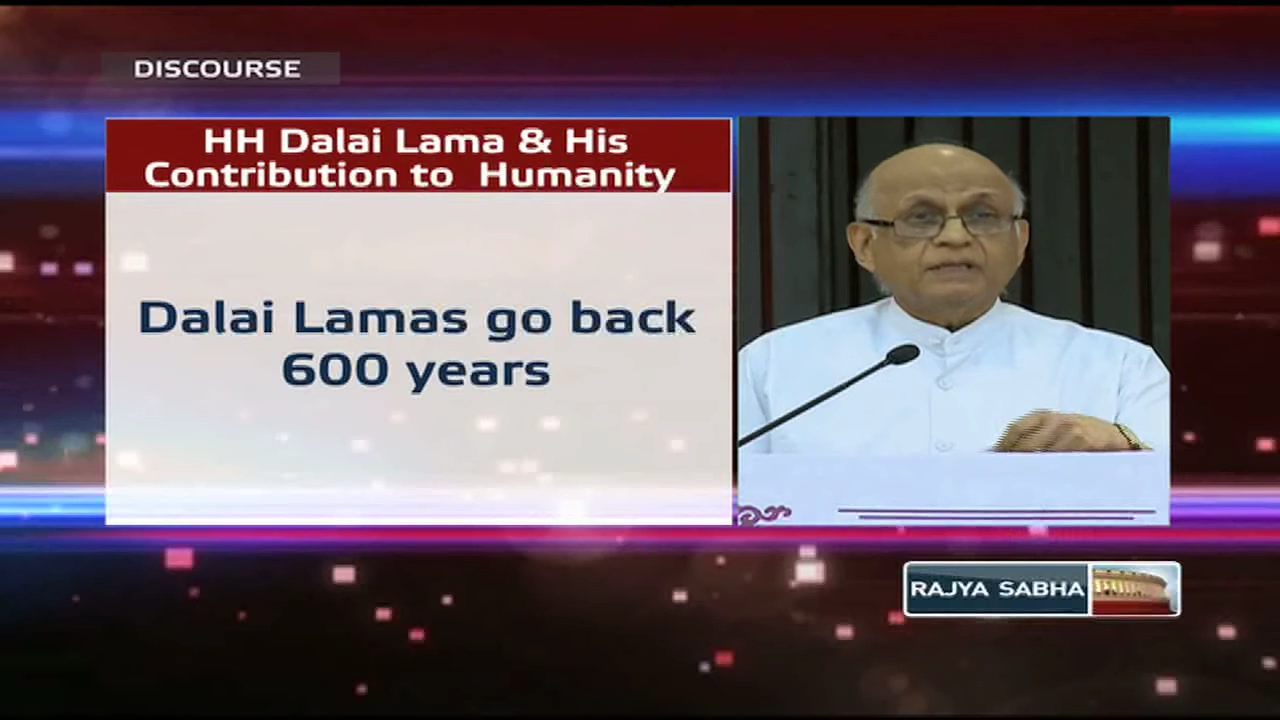 DISCOURSE
HH Dalai Lama & His
Contribution to Humanity
Dalai Lamas go back
600 years
RAJYA SABHA